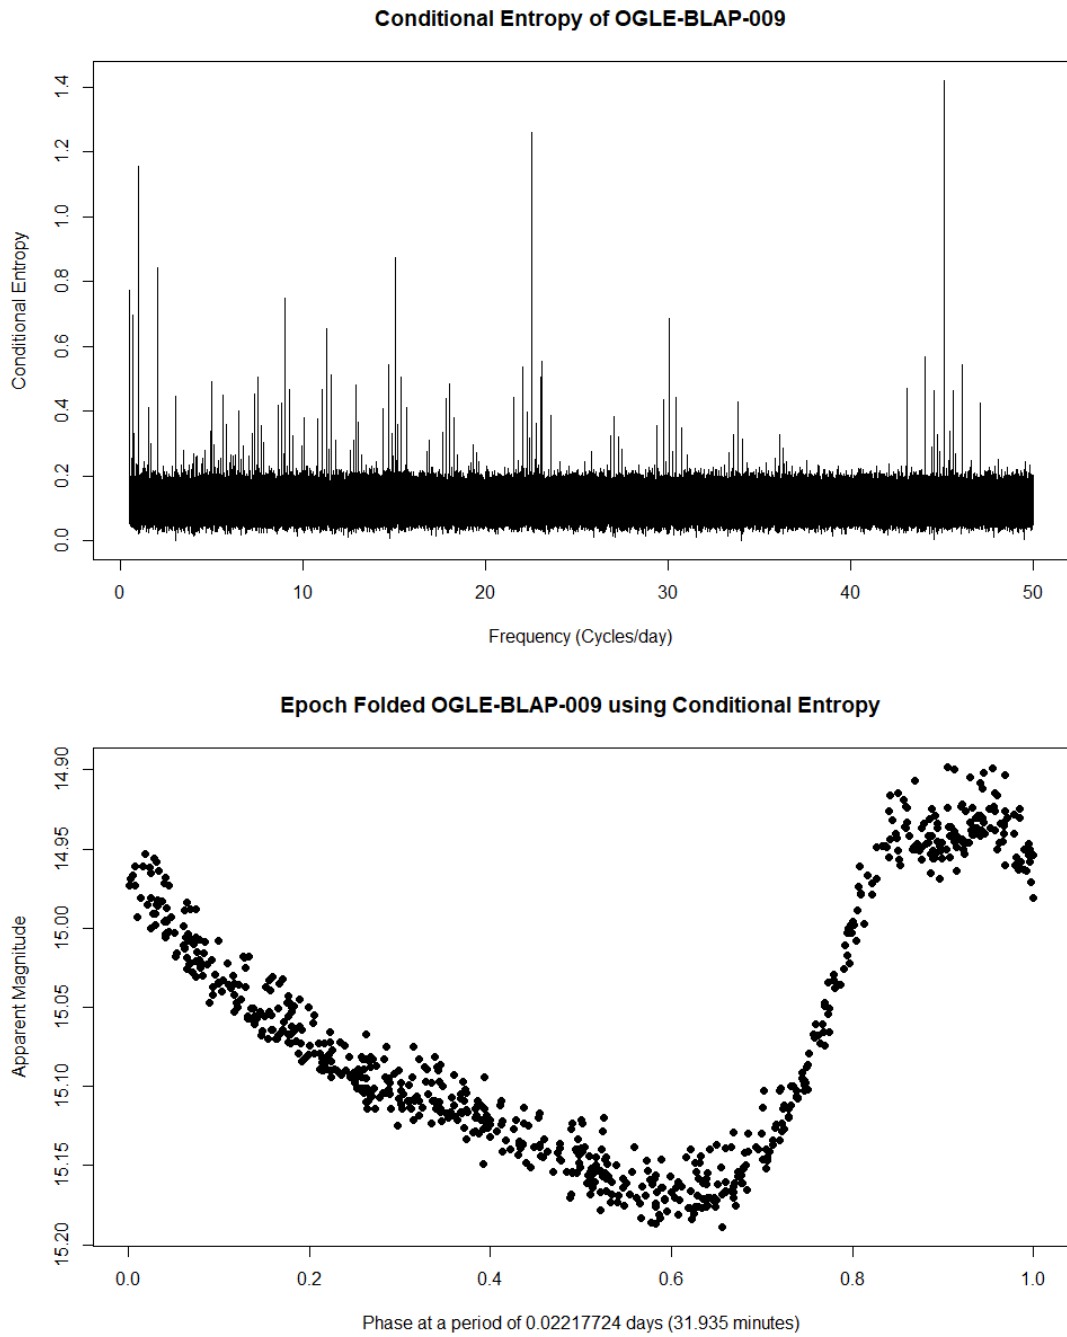 Conditional Entropy of OGLE-BLAP-009
1.4
1.2
1.0
0.8
0.6
0.4
0.2
0.0
Conditional Entropy
0 10 20 30 40 50
Frequency (Cycles/day)
Epoch Folded OGLE-BLAP-009 using Conditional Entropy
14.90
14.95
15.00
15.05
15.10
15.15
15.20
Apparent Magnitude
0.0 0.2 0.4 0.6 0.8 1.0
Phase at a period of 0.02217724 days (31.935 minutes)